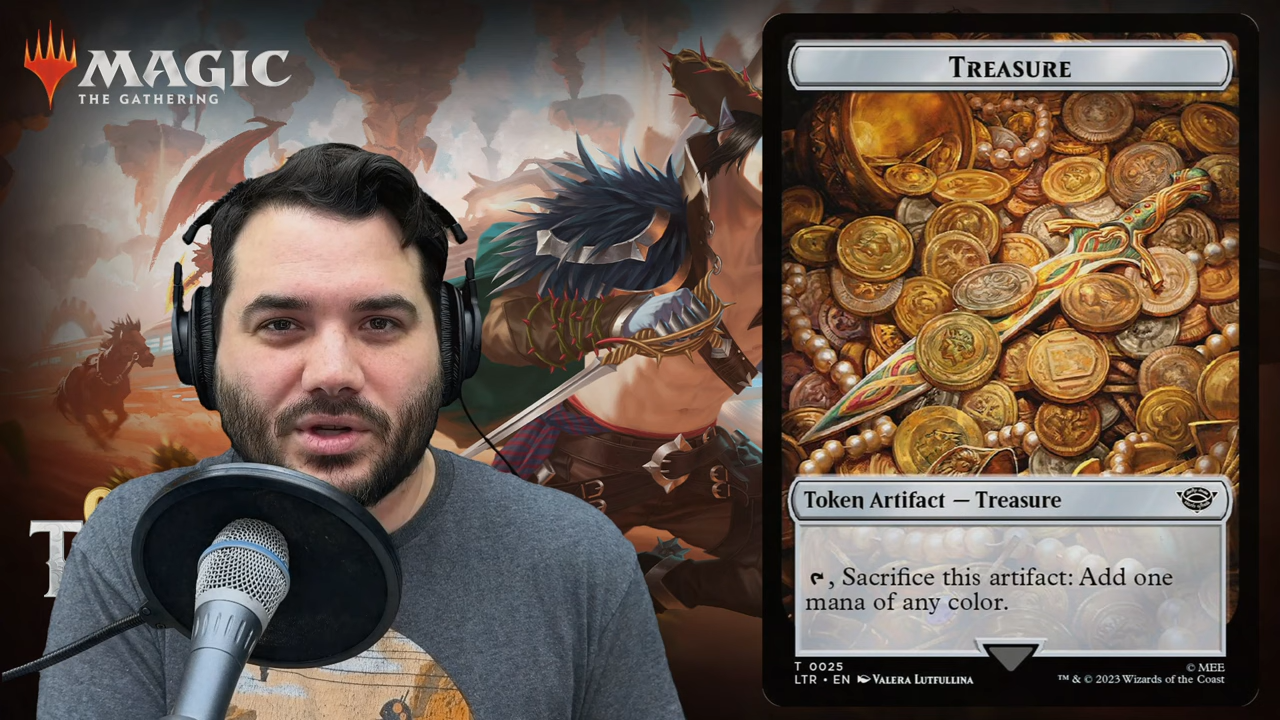 MAGIC
THE GATHERING
T
TREASURE
Token Artifact — Treasure
, Sacrifice this artifact: Add one
mana of any color.
T 0025
LTR • EN Valera Lutfullina
© MEE
™ & © 2023 Wizards of the Coast